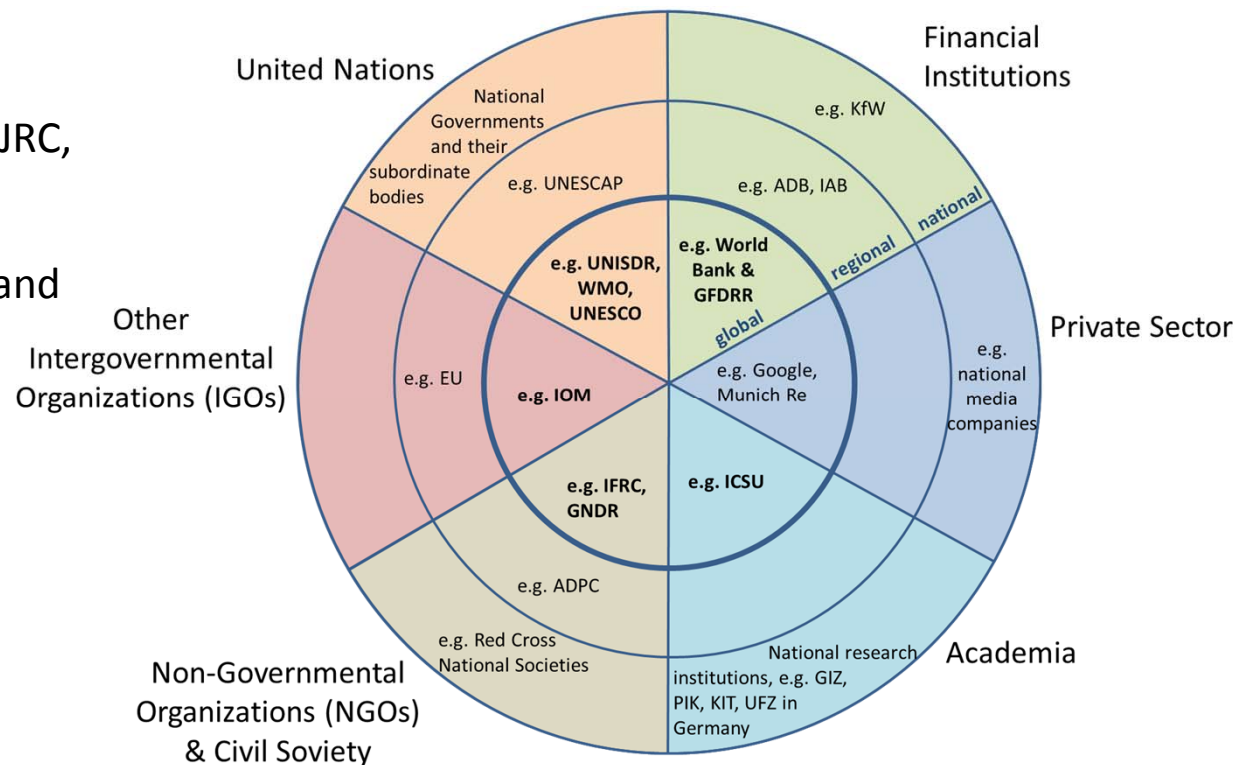 JRC,
and
United Nations
Financial
Institutions
National
Governments
and their
subordinate
bodies
e.g. KfW
e.g. UNESCAP
e.g. ADB, IAB
national
regional
global
e.g. UNISDR,
WMO,
UNESCO
e.g. World
Bank &
GFDRR
Other
Intergovernmental
Organizations (IGOs)
e.g. EU
e.g. IOM
e.g. Google,
Munich Re
e.g.
national
media
companies
Private Sector
e.g. IFRC,
GNDR
e.g. ICSU
e.g. ADPC
e.g. Red Cross
National Societies
National research
institutions, e.g. GIZ,
PIK, KIT, UFZ in
Germany
Academia
Non-Governmental
Organizations (NGOs)
& Civil Soviety